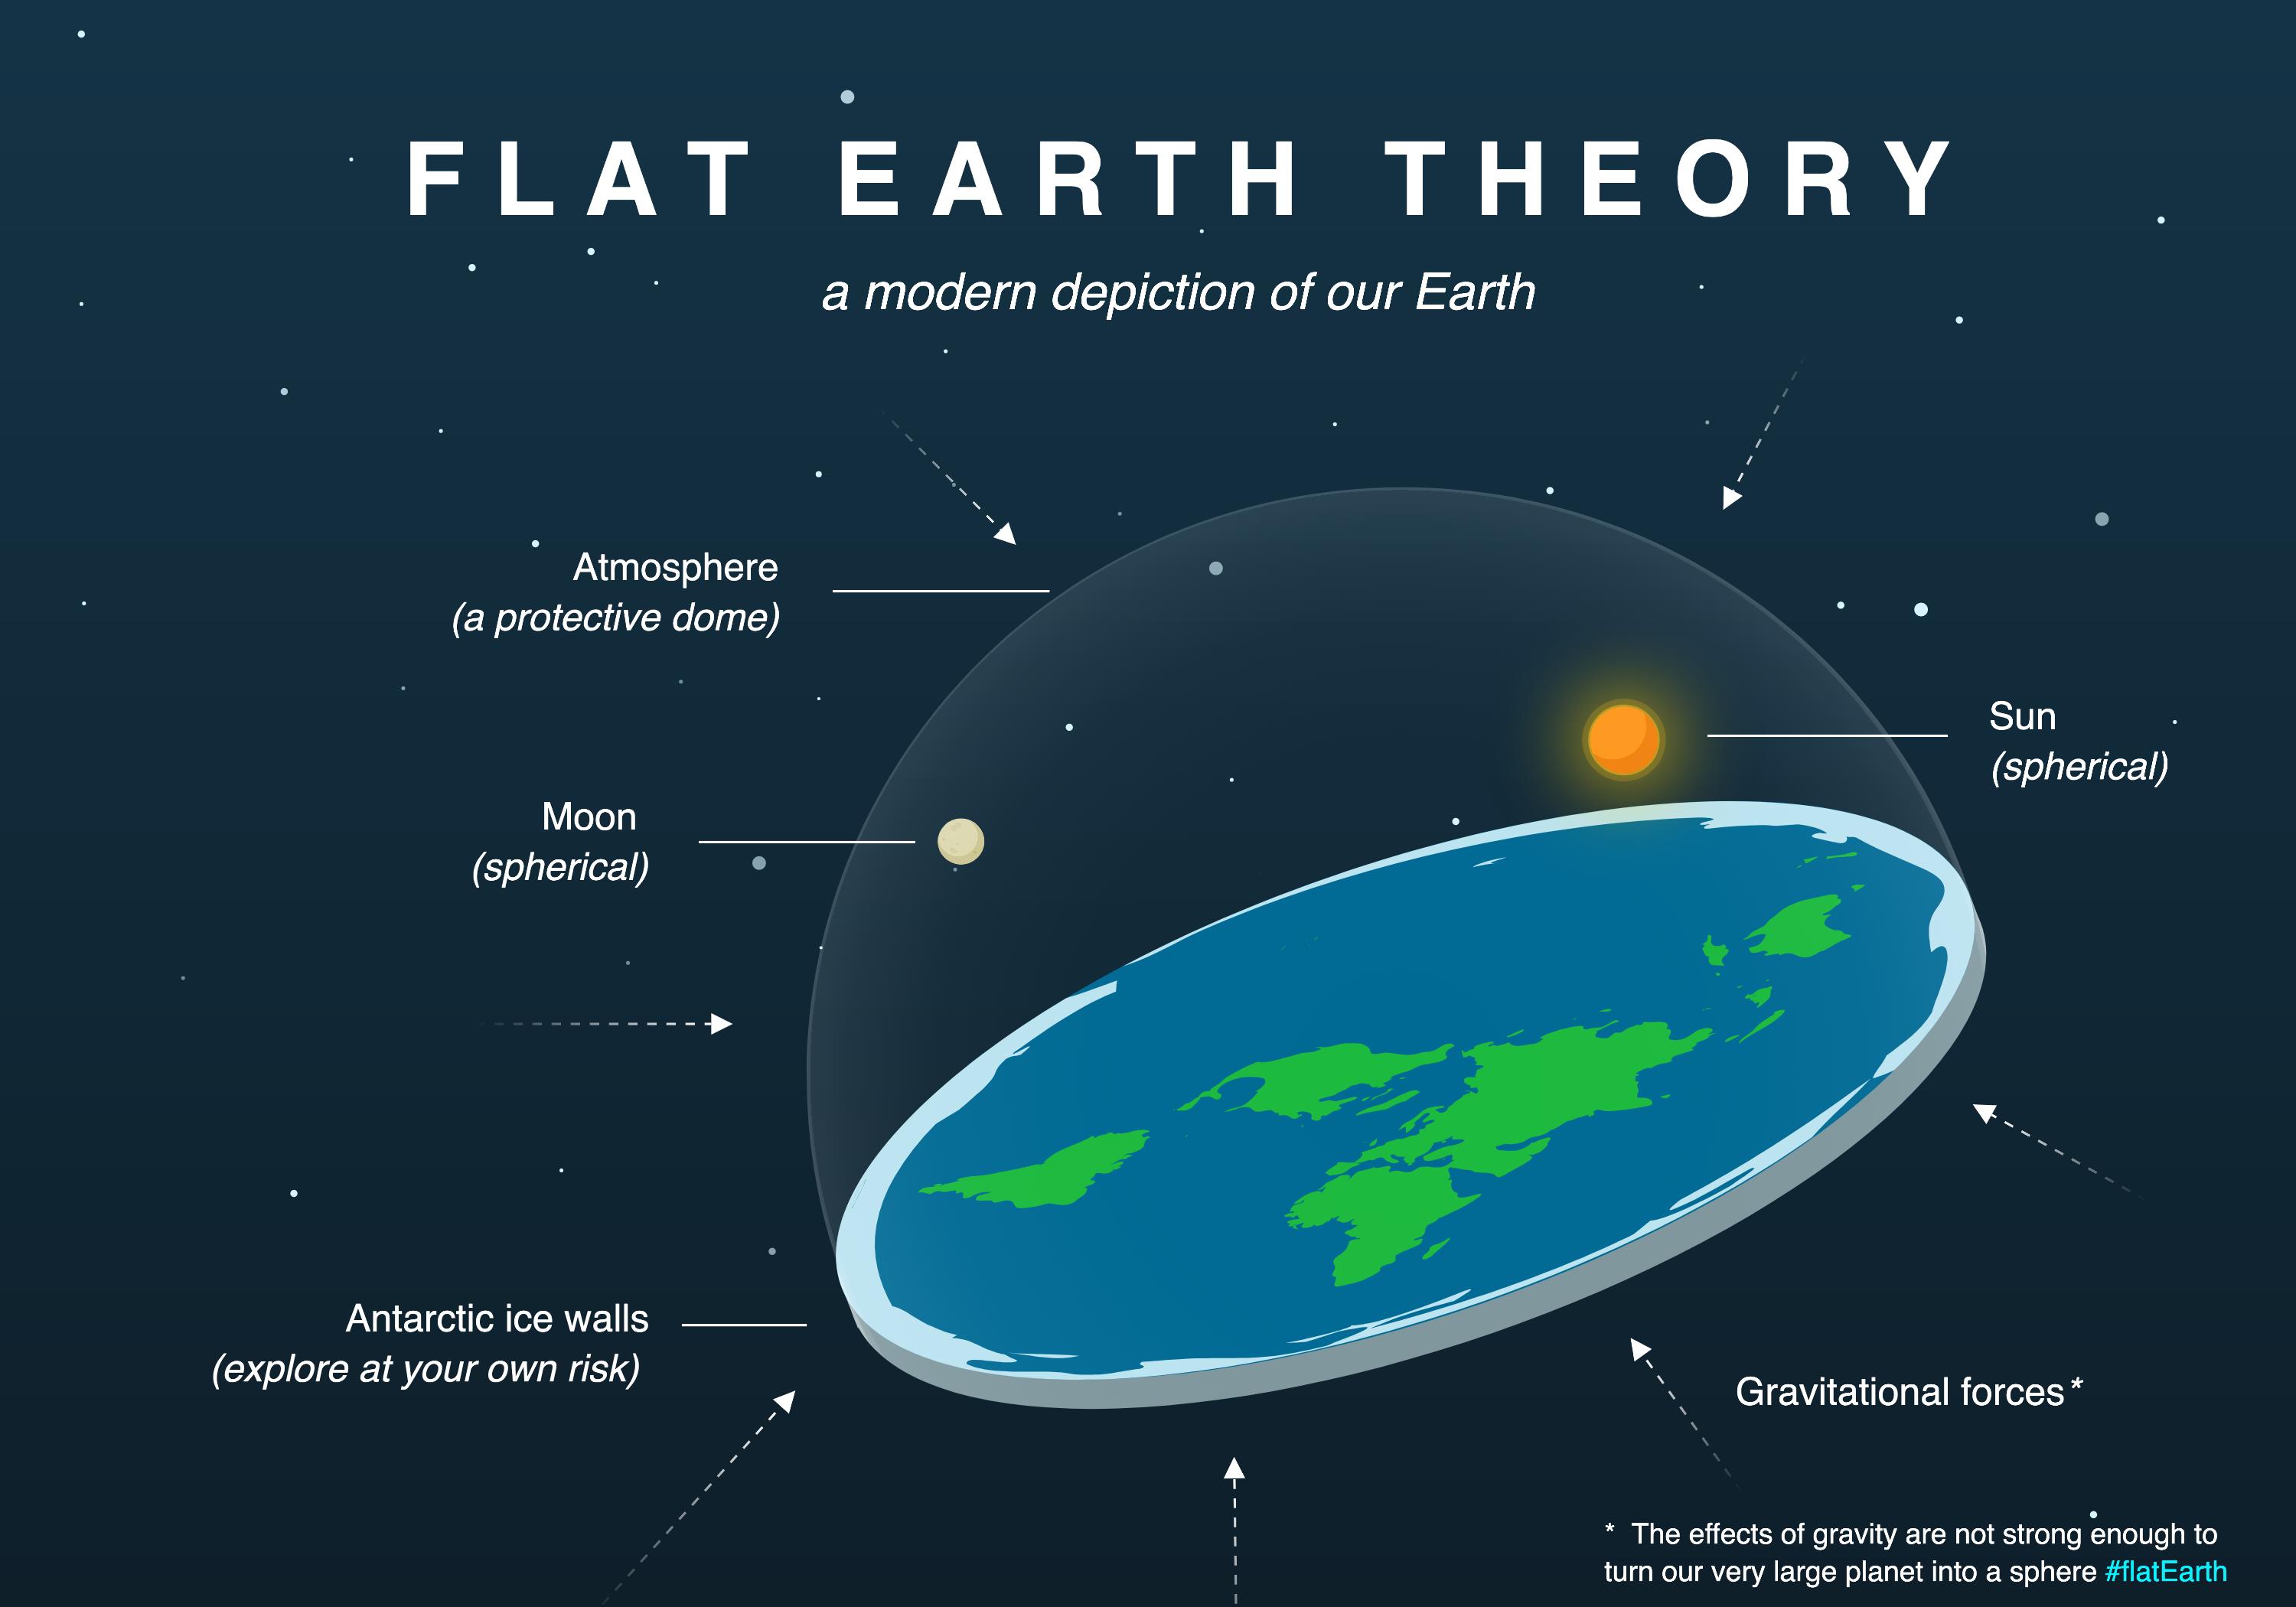 FLAT EARTH THEORY
a modern depiction of our Earth
Atmosphere
(a protective dome)
Sun
(spherical)
Moon
(spherical)
Antarctic ice walls
(explore at your own risk)
Gravitational forces*
* The effects of gravity are not strong enough to
turn our very large planet into a sphere #flatEarth